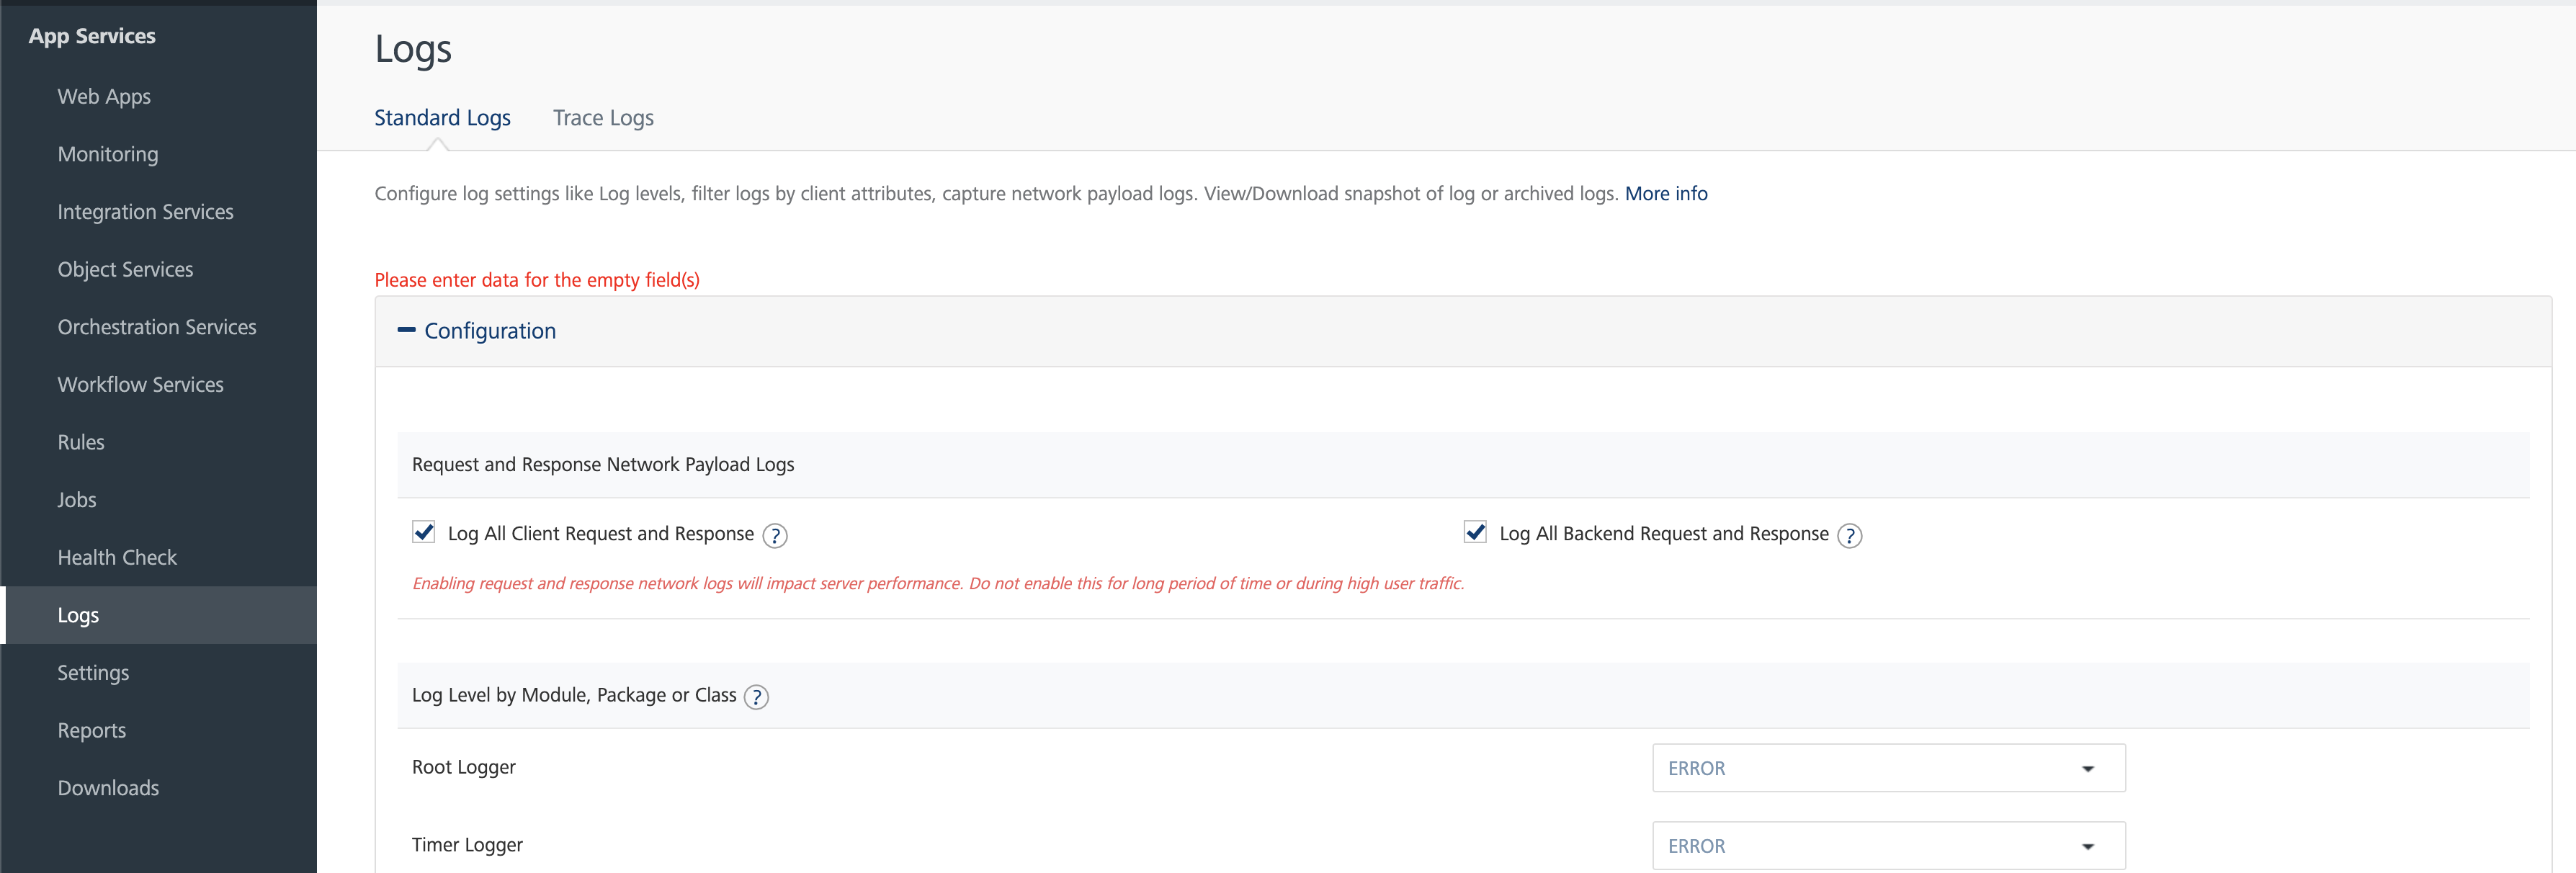 App Services
Web Apps
Monitoring
Integration Services
Object Services
Orchestration Services
Workflow Services
Rules
Jobs
Health Check
Logs
Settings
Reports
Downloads
Logs
Standard Logs
Trace Logs
Configure log settings like Log levels, filter logs by client attributes, capture network payload logs. View/Download snapshot of log or archived logs. More info
Please enter data for the empty field(s)
Configuration
Request and Response Network Payload Logs
Log All Client Request and Response ?
Log All Backend Request and Response ?
Enabling request and response network logs will impact server performance. Do not enable this for long period of time or during high user traffic.
Log Level by Module, Package or Class ?
Root Logger
ERROR
Timer Logger
ERROR